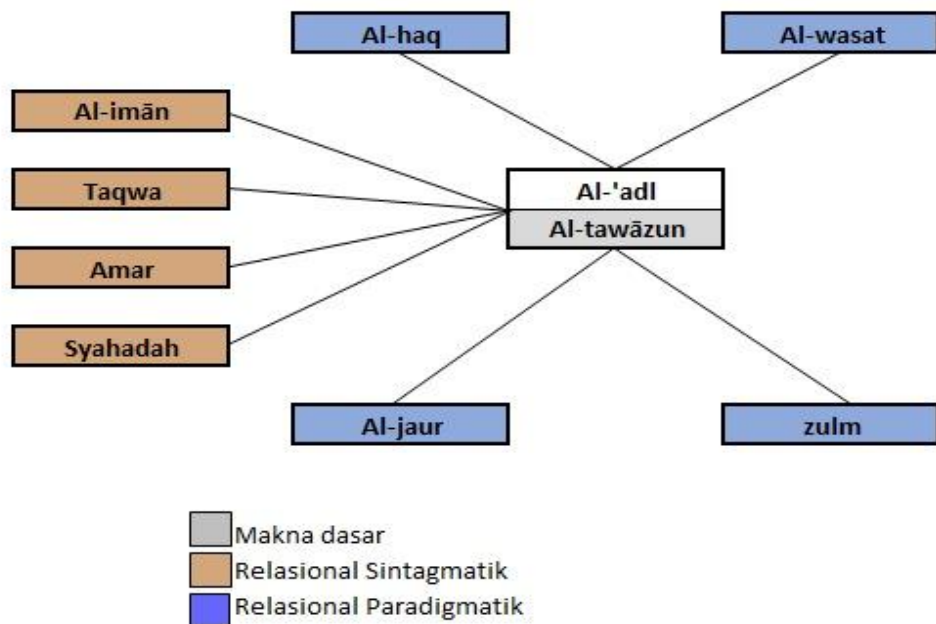 Al-haq
Al-wasat
Al-imān
Taqwa
Amar
Syahadah
Al-'adl
Al-tawāzun
Al-jaur
zulm
Makna dasar
Relasional Sintagmatik
Relasional Paradigmatik